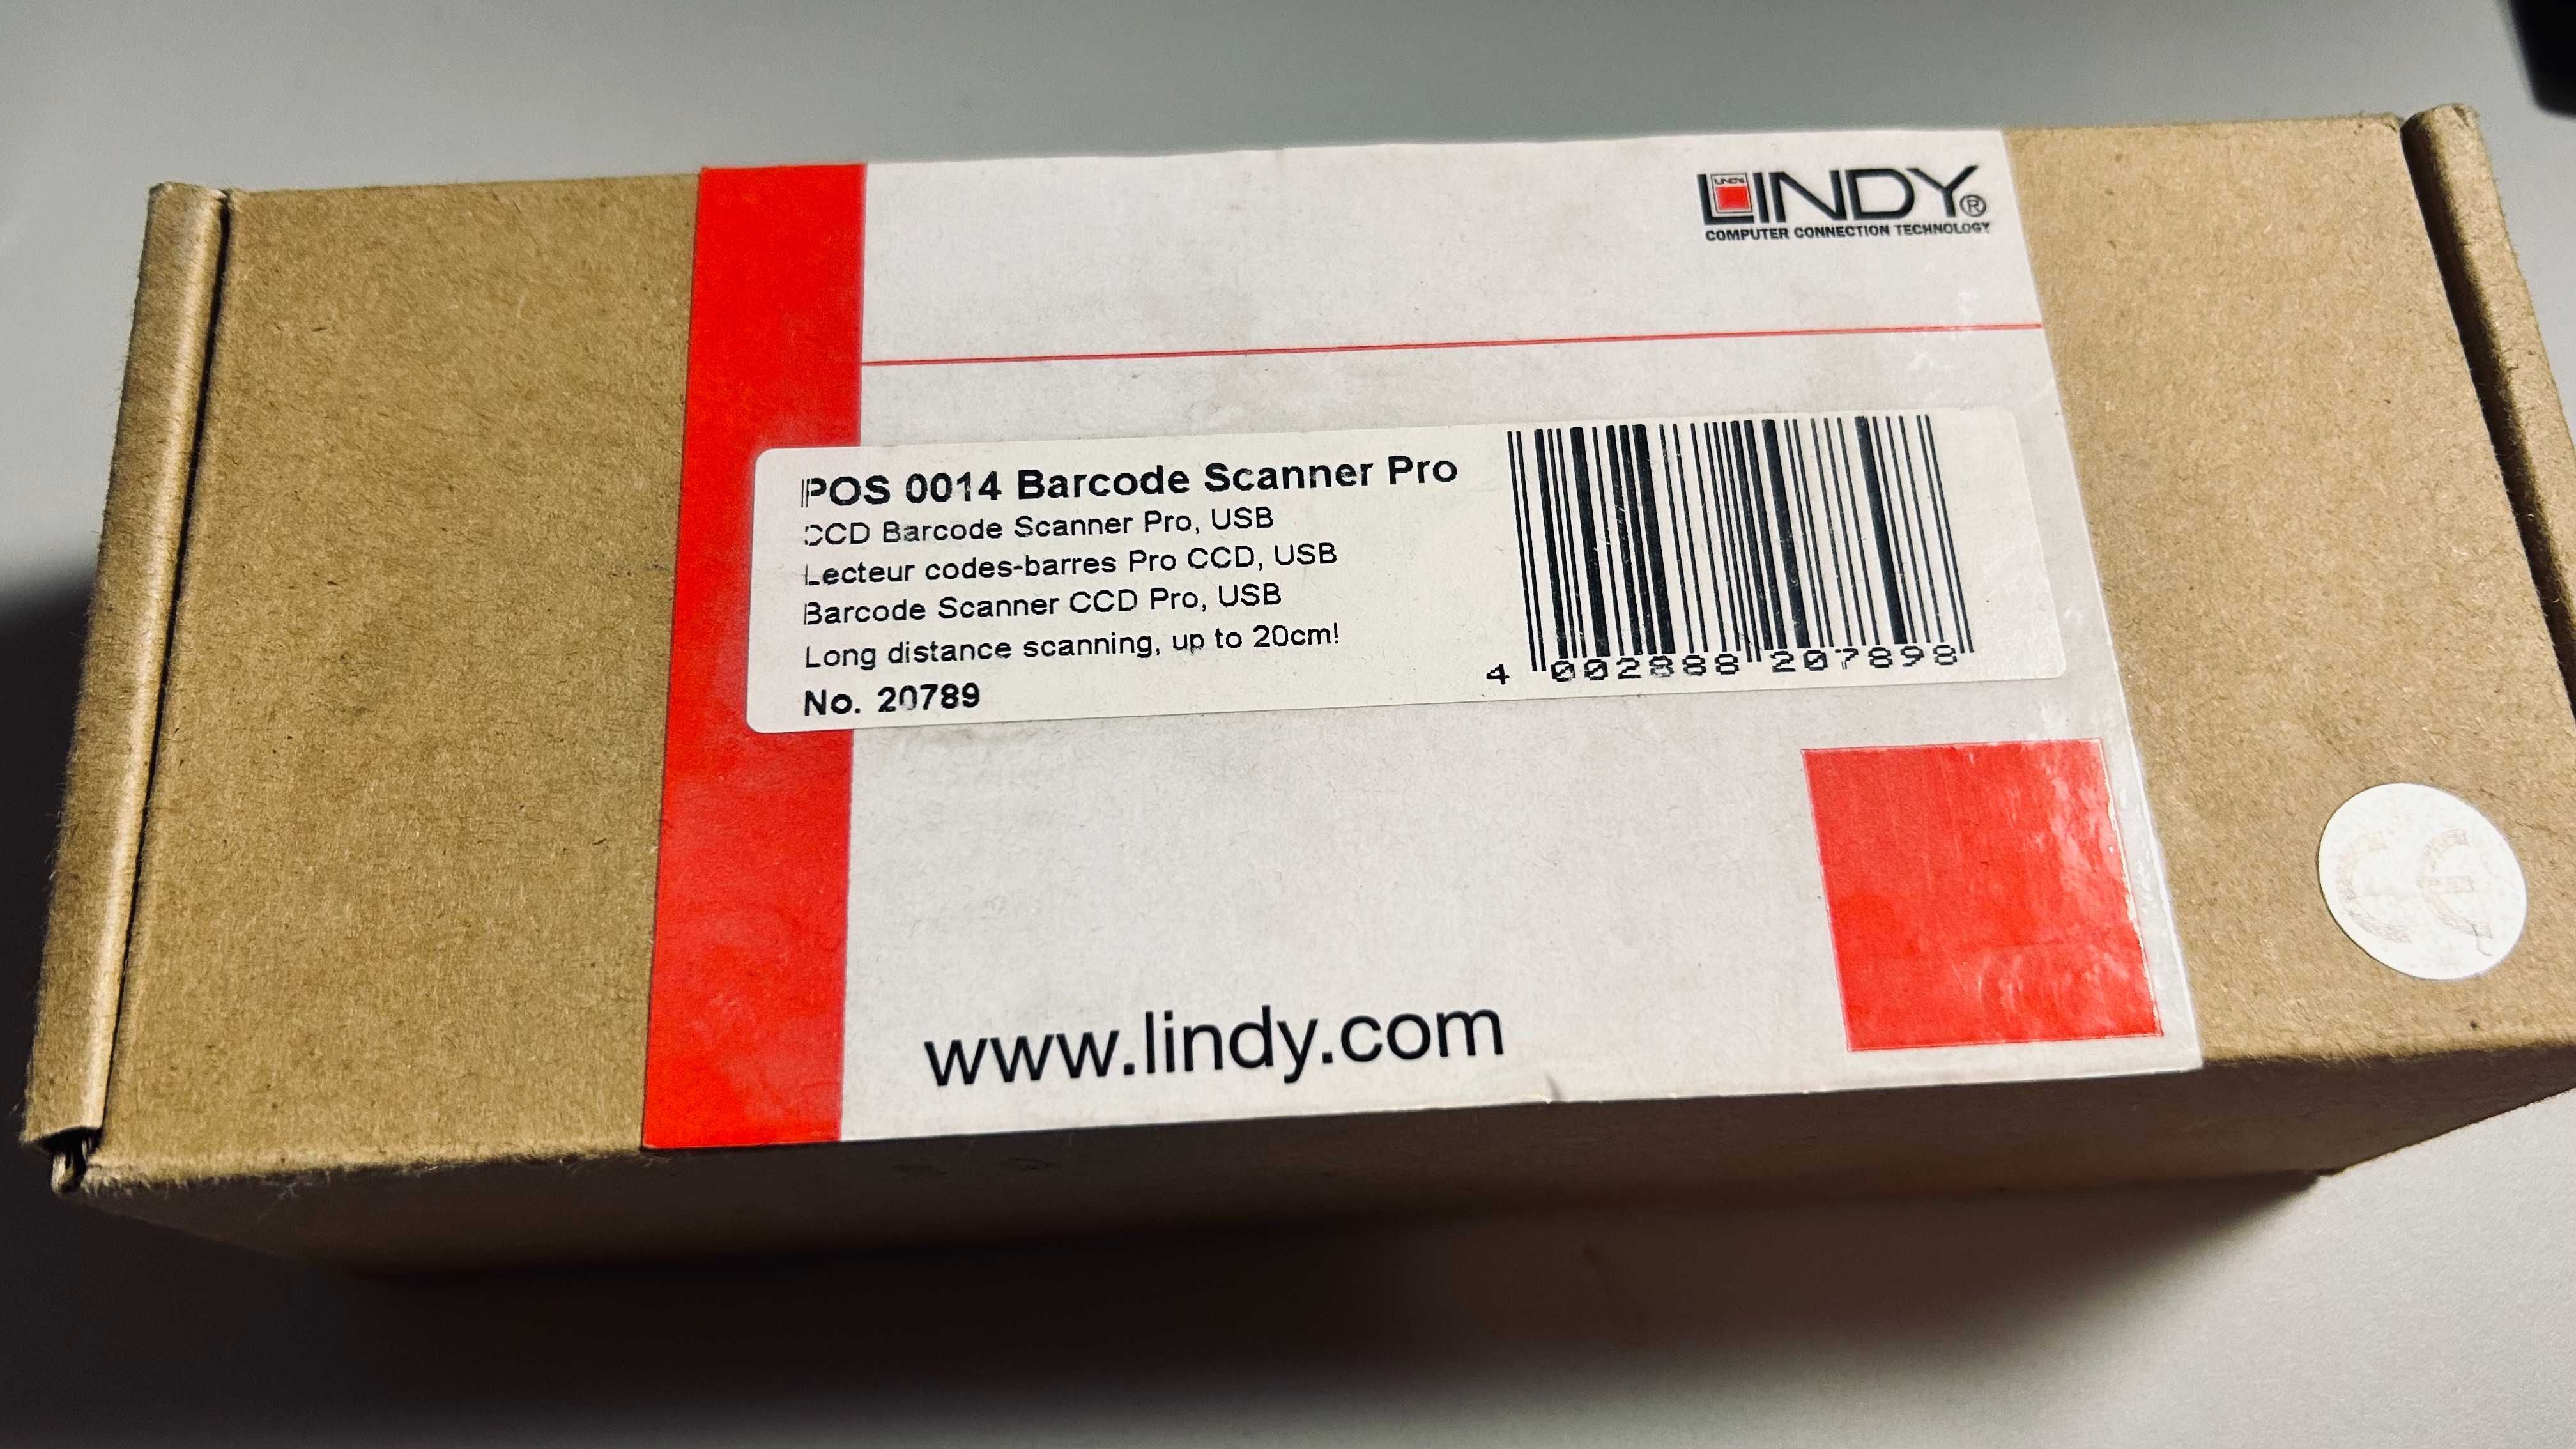 LINDY®
COMPUTER CONNECTION TECHNOLOGY
POS 0014 Barcode Scanner Pro
CCD Barcode Scanner Pro, USB
Lecteur codes-barres Pro CCD, USB
Barcode Scanner CCD Pro, USB
Long distance scanning, up to 20cm!
No. 20789
4 002888 207898
www.lindy.com